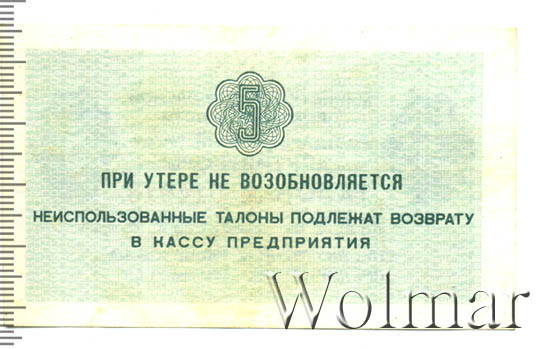 5
ПРИ УТЕРЕ НЕ ВОЗОБНОВЛЯЕТСЯ
НЕИСПОЛЬЗОВАННЫЕ ТАЛОНЫ ПОДЛЕЖАТ ВОЗВРАТУ
В КАССУ ПРЕДПРИЯТИЯ
Wolmar